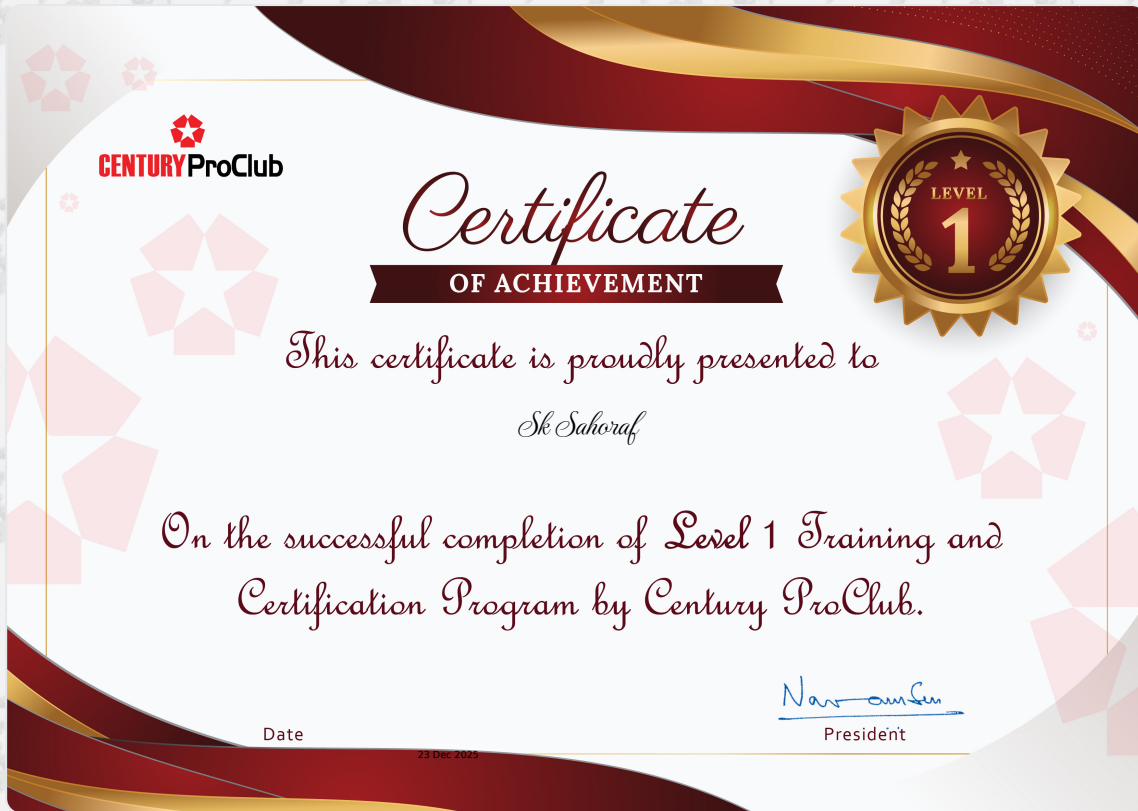 CENTURY ProClub
LEVEL
1
Certificate
OF ACHIEVEMENT
This certificate is proudly presented to
Sk Sahoraf
On the successful completion of Level 1 Training and
Certification Program by Century ProClub.
Date
President
23 Dec 2025